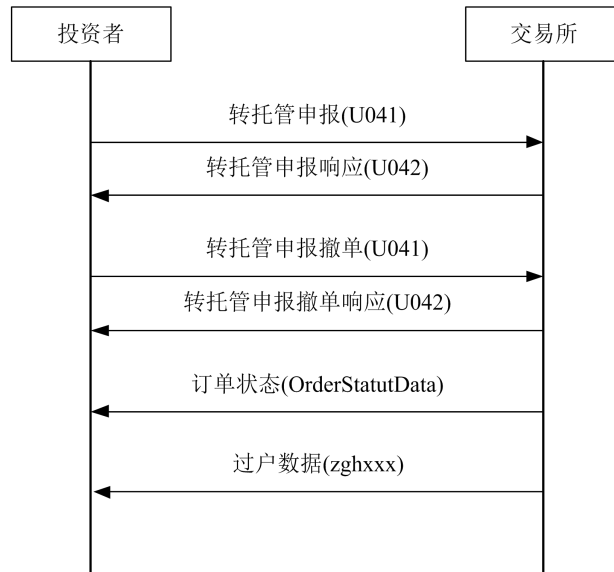 投资者
交易所
转托管申报(U041)
转托管申报响应(U042)
转托管申报撤单(U041)
转托管申报撤单响应(U042)
订单状态(OrderStatutData)
过户数据(zghxxx)